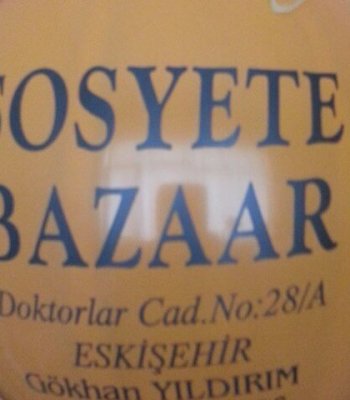 SOSYETE
BAZAAR
Doktorlar Cad.No:28/A
ESKİŞEHİR
Gökhan YILDIRIM